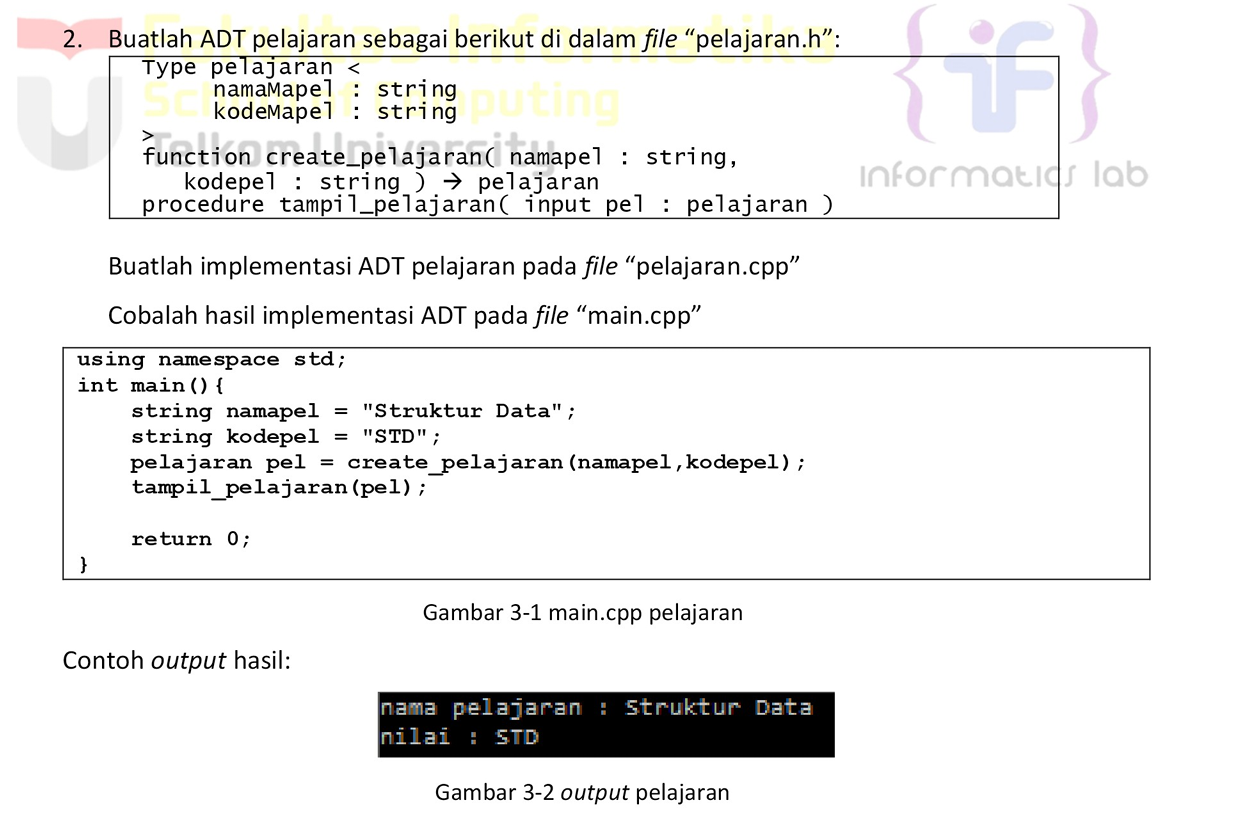 Fakultas Informatika
School of Computing
Telkom University
informatics lab
2. Buatlah ADT pelajaran sebagai berikut di dalam file “pelajaran.h”:
Type pelajaran <
namaMapel : string
kodeMapel : string
>
function create_pelajaran( namapel : string,
kodepel : string ) → pelajaran
procedure tampil_pelajaran( input pel : pelajaran )
Buatlah implementasi ADT pelajaran pada file “pelajaran.cpp”
Cobalah hasil implementasi ADT pada file “main.cpp”
using namespace std;
int main(){
string namapel = "Struktur Data";
string kodepel = "STD";
pelajaran pel = create_pelajaran(namapel,kodepel);
tampil_pelajaran(pel);
return 0;
}
Gambar 3-1 main.cpp pelajaran
Contoh output hasil:
nama pelajaran : Struktur Data
nilai : STD
Gambar 3-2 output pelajaran